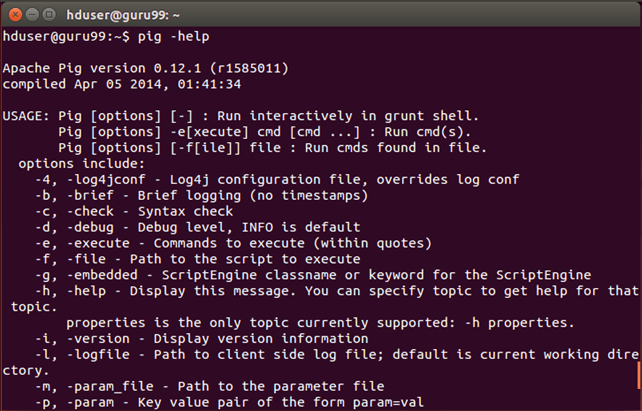 hduser@guru99: ~
hduser@guru99:~$ pig -help
Apache Pig version 0.12.1 (r1585011)
compiled Apr 05 2014, 01:41:34
USAGE: Pig [options] [-] : Run interactively in grunt shell.
Pig [options] -e[xecute] cmd [cmd ...] : Run cmd(s).
Pig [options] [-f[ile]] file : Run cmds found in file.
options include:
-4, -log4jconf - Log4j configuration file, overrides log conf
-b, -brief - Brief logging (no timestamps)
-c, -check - Syntax check
-d, -debug - Debug level, INFO is default
-e, -execute - Commands to execute (within quotes)
-f, -file - Path to the script to execute
-g, -embedded - ScriptEngine classname or keyword for the ScriptEngine
-h, -help - Display this message. You can specify topic to get help for that
topic.
properties is the only topic currently supported: -h properties.
-i, -version - Display version information
-l, -logfile - Path to client side log file; default is current working dire
ctory.
-m, -param_file - Path to the parameter file
-p, -param - Key value pair of the form param=val